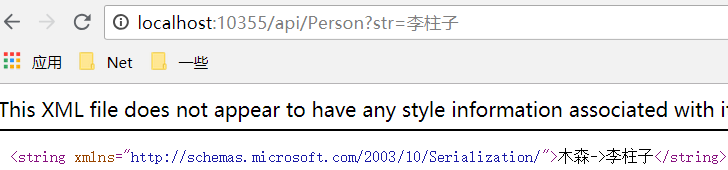 localhost:10355/api/Person?str=李柱子
应用 Net 一些
This XML file does not appear to have any style information associated with i
<string xmlns="http://schemas.microsoft.com/2003/10/Serialization/">木森->李柱子</string>